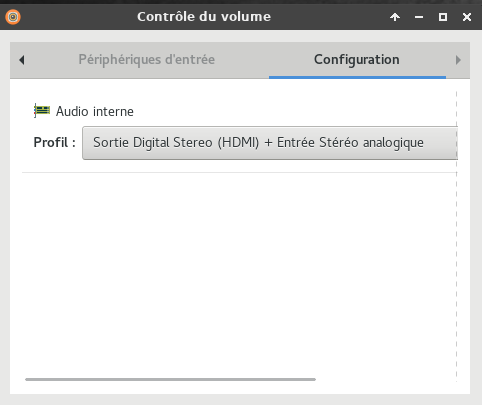 Contrôle du volume
Périphériques d'entrée
Configuration
Audio interne
Profil :
Sortie Digital Stereo (HDMI) + Entrée Stéréo analogique